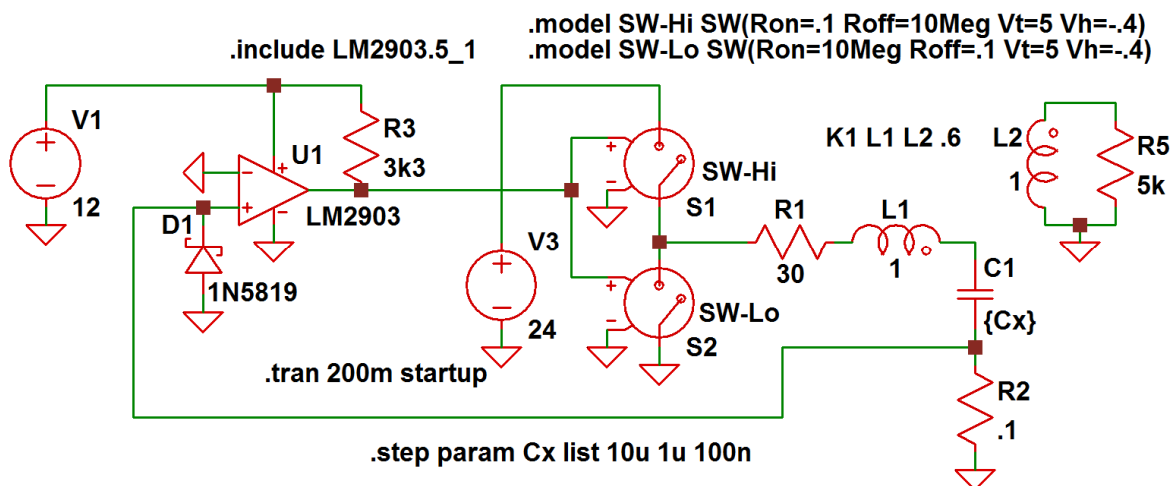 .model SW-Hi SW(Ron=.1 Roff=10Meg Vt=5 Vh=-.4)
.model SW-Lo SW(Ron=10Meg Roff=.1 Vt=5 Vh=-.4)
.include LM2903.5_1
V1
12
R3
3k3
U1
LM2903
D1
1N5819
V3
24
SW-Hi
S1
SW-Lo
S2
R1
30
L1
1
K1 L1 L2 .6
L2
1
R5
5k
C1
{Cx}
R2
.1
.tran 200m startup
.step param Cx list 10u 1u 100n